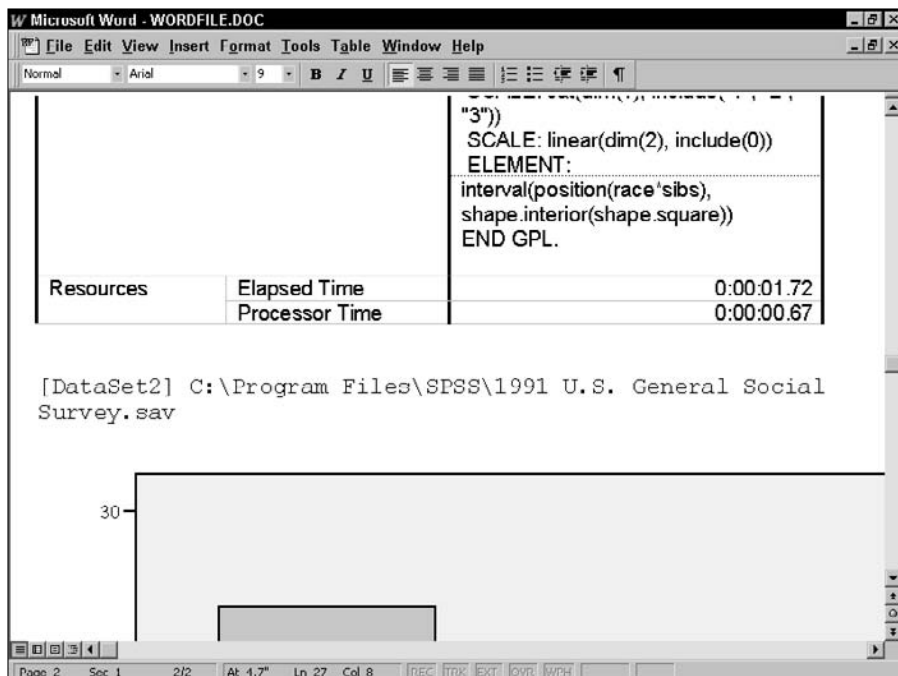 Microsoft Word - WORDFILE.DOC
File Edit View Insert Format Tools Table Window Help
Normal Arial 9 B I U ¶
"3"))
SCALE: linear(dim(2), include(0))
ELEMENT:
interval(position(race*sibs),
shape.interior(shape.square))
END GPL.
Resources Elapsed Time 0:00:01.72
Processor Time 0:00:00.67
[DataSet2] C:\Program Files\SPSS\1991 U.S. General Social
Survey.sav
30
Page 2 Sec 1 2/2 At 4.7" Ln 27 Col 8 REC TRK EXT OVR WPH